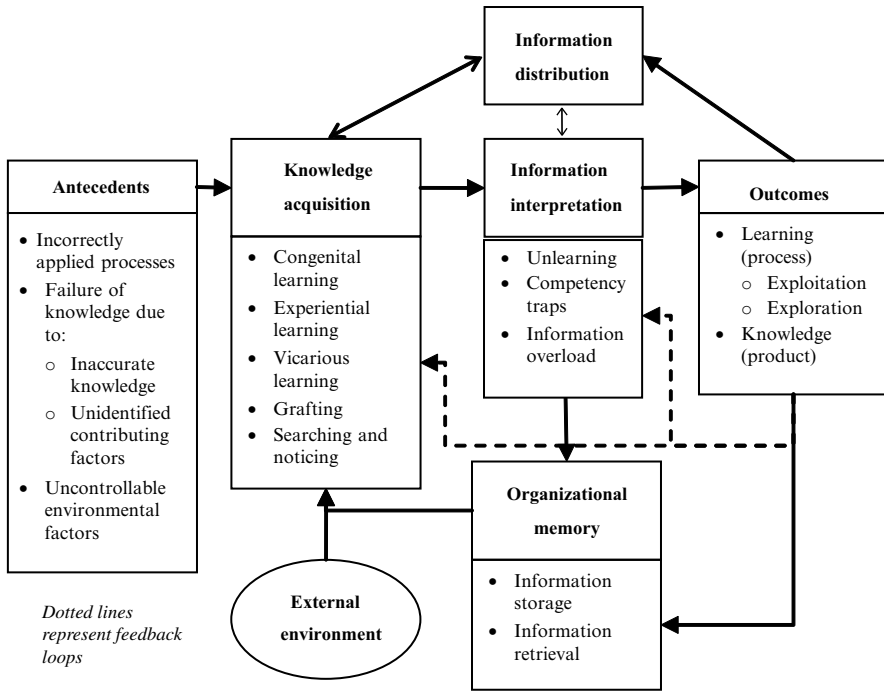 Information
distribution
Antecedents
• Incorrectly
applied processes
• Failure of
knowledge due
to:
o Inaccurate
knowledge
o Unidentified
contributing
factors
• Uncontrollable
environmental
factors
Knowledge
acquisition
• Congenital
learning
• Experiential
learning
• Vicarious
learning
• Grafting
• Searching and
noticing
Information
interpretation
• Unlearning
• Competency
traps
• Information
overload
Outcomes
• Learning
(process)
o Exploitation
o Exploration
• Knowledge
(product)
Organizational
memory
• Information
storage
• Information
retrieval
External
environment
Dotted lines
represent feedback
loops